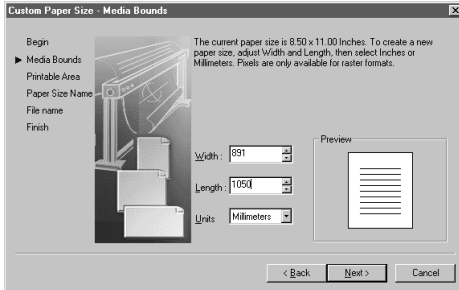 Custom Paper Size - Media Bounds
Begin
Media Bounds
Printable Area
Paper Size Name
File name
Finish
The current paper size is 8.50 x 11.00 Inches. To create a new
paper size, adjust Width and Length, then select Inches or
Millimeters. Pixels are only available for raster formats.
Width : 891
Length : 1050
Units Millimeters
Preview
< Back Next > Cancel